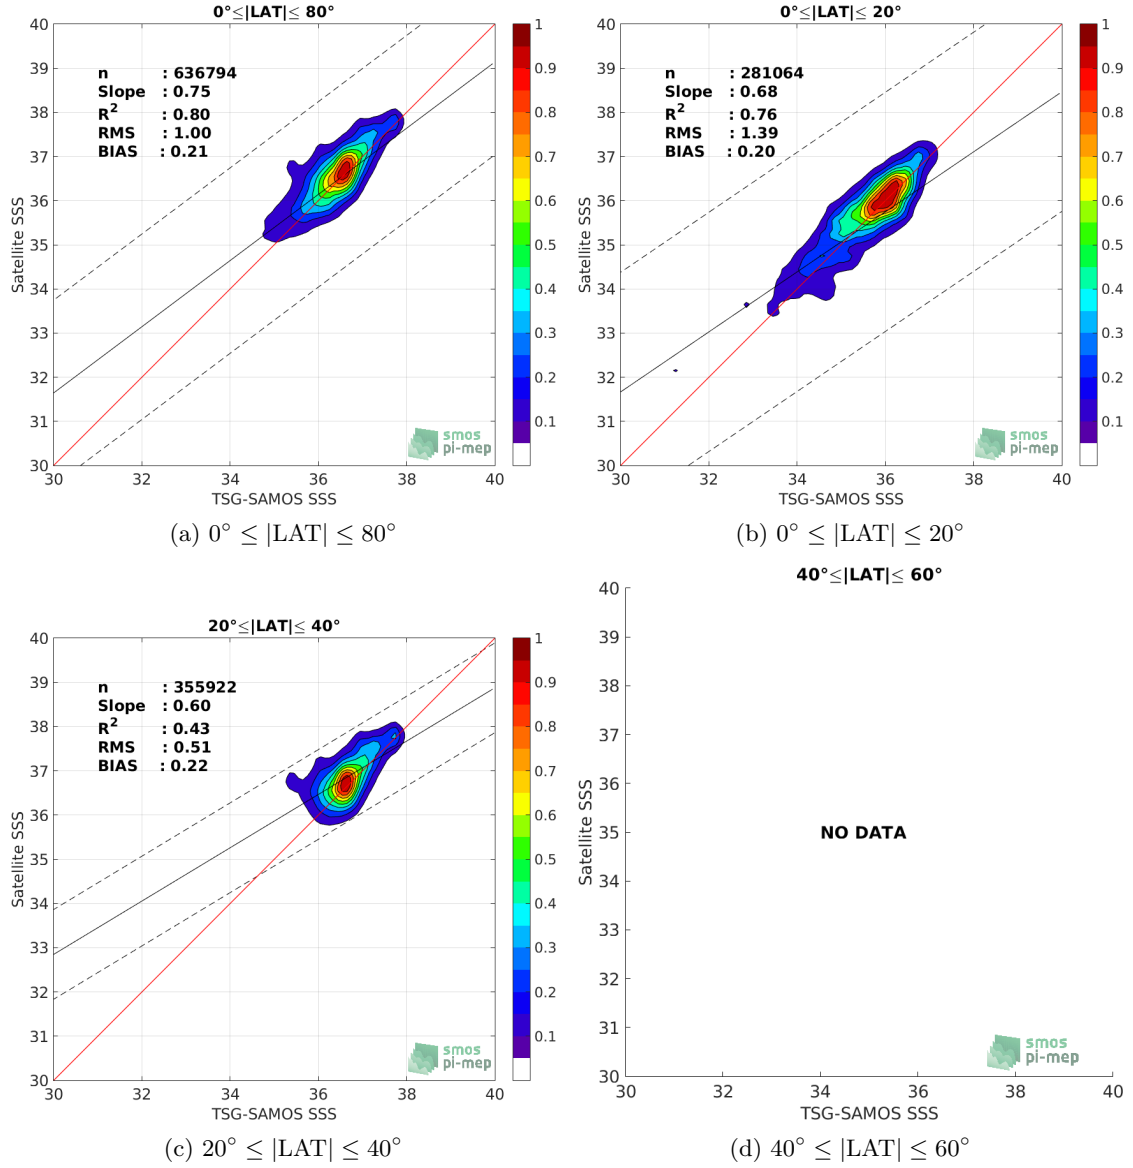 0°≤|LAT|≤ 80°
n : 636794
Slope : 0.75
R2 : 0.80
RMS : 1.00
BIAS : 0.21
40
39
38
37
36
35
34
33
32
31
30
Satellite SSS
30 32 34 36 38 40
TSG-SAMOS SSS
1
0.9
0.8
0.7
0.6
0.5
0.4
0.3
0.2
0.1
smos
pi-mep
(a) 0° ≤ |LAT| ≤ 80°
0°≤|LAT|≤ 20°
n : 281064
Slope : 0.68
R2 : 0.76
RMS : 1.39
BIAS : 0.20
40
39
38
37
36
35
34
33
32
31
30
Satellite SSS
30 32 34 36 38 40
TSG-SAMOS SSS
1
0.9
0.8
0.7
0.6
0.5
0.4
0.3
0.2
0.1
smos
pi-mep
(b) 0° ≤ |LAT| ≤ 20°
20°≤|LAT|≤ 40°
n : 355922
Slope : 0.60
R2 : 0.43
RMS : 0.51
BIAS : 0.22
40
39
38
37
36
35
34
33
32
31
30
Satellite SSS
30 32 34 36 38 40
TSG-SAMOS SSS
1
0.9
0.8
0.7
0.6
0.5
0.4
0.3
0.2
0.1
smos
pi-mep
(c) 20° ≤ |LAT| ≤ 40°
40°≤|LAT|≤ 60°
40
39
38
37
36
35
34
33
32
31
30
Satellite SSS
NO DATA
30 32 34 36 38 40
TSG-SAMOS SSS
smos
pi-mep
(d) 40° ≤ |LAT| ≤ 60°